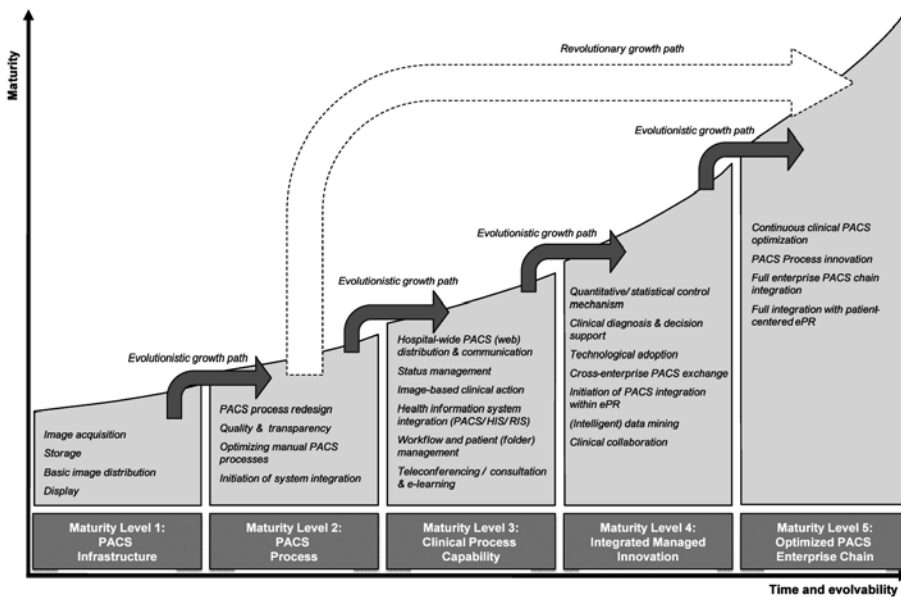 Maturity
Revolutionary growth path
Evolutionistic growth path
Evolutionistic growth path
Evolutionistic growth path
Evolutionistic growth path
Image acquisition
Storage
Basic image distribution
Display
PACS process redesign
Quality & transparency
Optimizing manual PACS
processes
Initiation of system integration
Hospital-wide PACS (web)
distribution & communication
Status management
Image-based clinical action
Health information system
integration (PACS/ HIS/ RIS)
Workflow and patient (folder)
management
Teleconferencing / consultation
& e-learning
Quantitative/ statistical control
mechanism
Clinical diagnosis & decision
support
Technological adoption
Cross-enterprise PACS exchange
Initiation of PACS integration
within ePR
(Intelligent) data mining
Clinical collaboration
Continuous clinical PACS
optimization
PACS Process innovation
Full enterprise PACS chain
integration
Full integration with patient-
centered ePR
Maturity Level 1:
PACS
Infrastructure
Maturity Level 2:
PACS
Process
Maturity Level 3:
Clinical Process
Capability
Maturity Level 4:
Integrated Managed
Innovation
Maturity Level 5:
Optimized PACS
Enterprise Chain
Time and evolvability